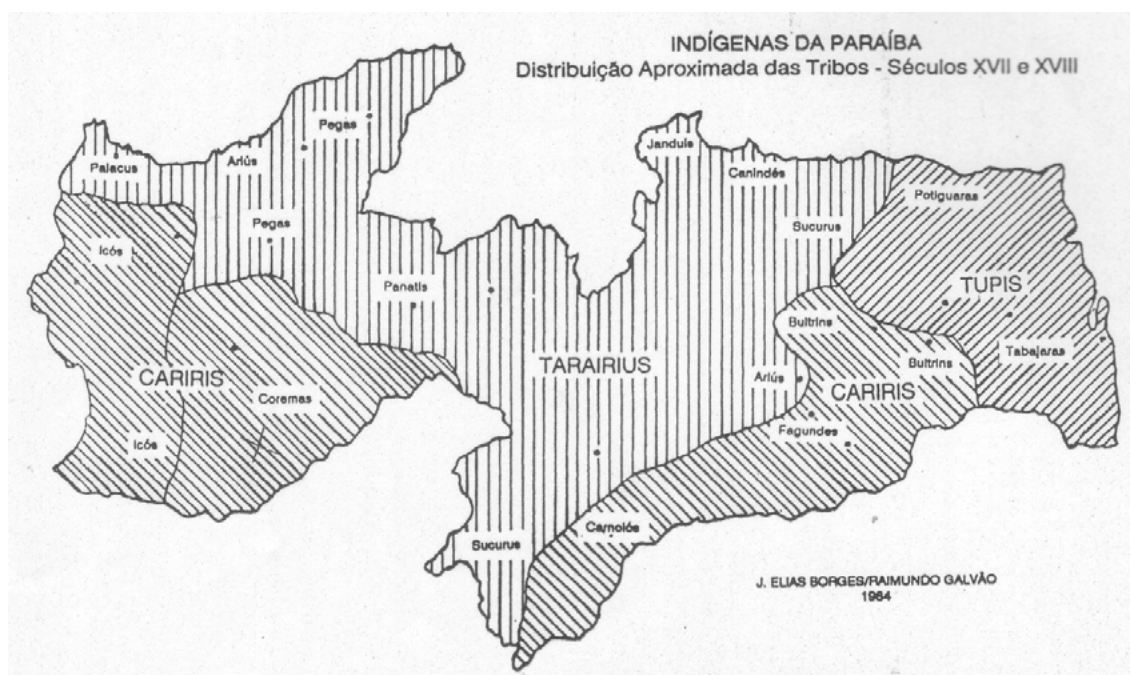 INDÍGENAS DA PARAÍBA
Distribuição Aproximada das Tribos - Séculos XVII e XVIII
Janduis
Pegas
Paiacus
Ariús
Canindés
Potiguaras
Pegas
Sucurus
Icós
Panatis
TUPIS
Bultrins
Bultrins
Tabajaras
TARAIRIUS
CARIRIS
Ariús
CARIRIS
Coremas
Fagundes
Icós
Carnoiós
Sucurus
J. ELIAS BORGES/RAIMUNDO GALVÃO
1984